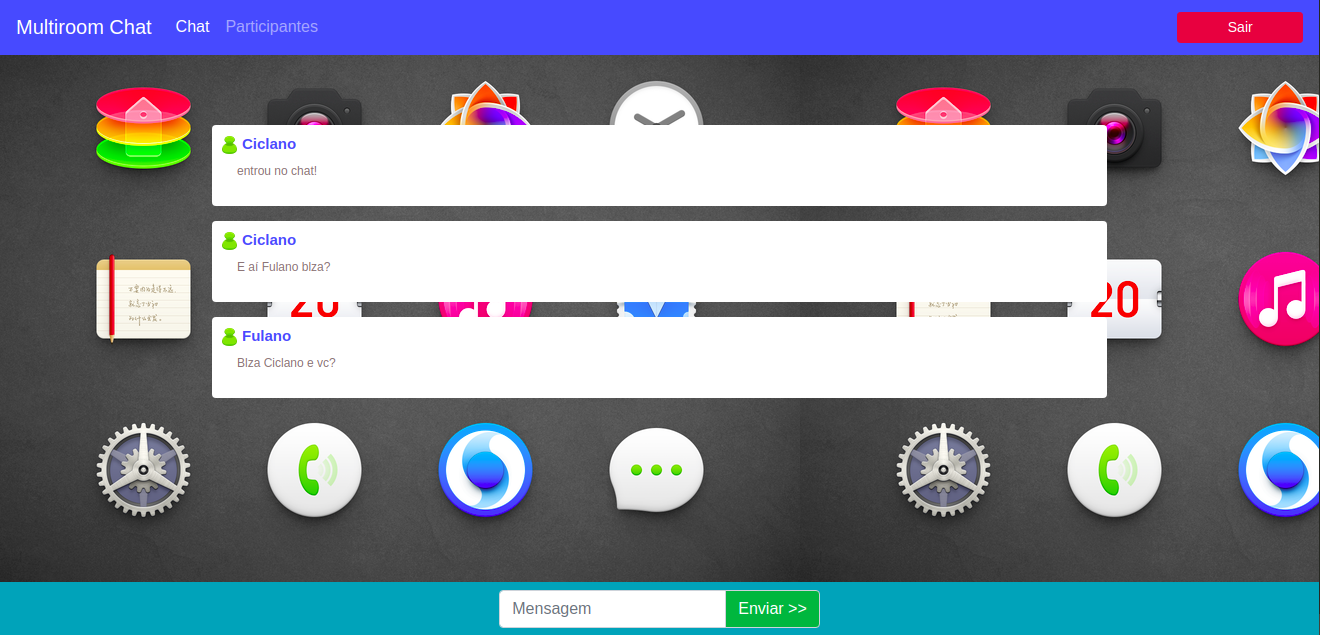 Multiroom Chat Chat Participantes Sair
Ciclano
entrou no chat!
Ciclano
E aí Fulano blza?
20
20
Fulano
Blza Ciclano e vc?
Mensagem Enviar >>